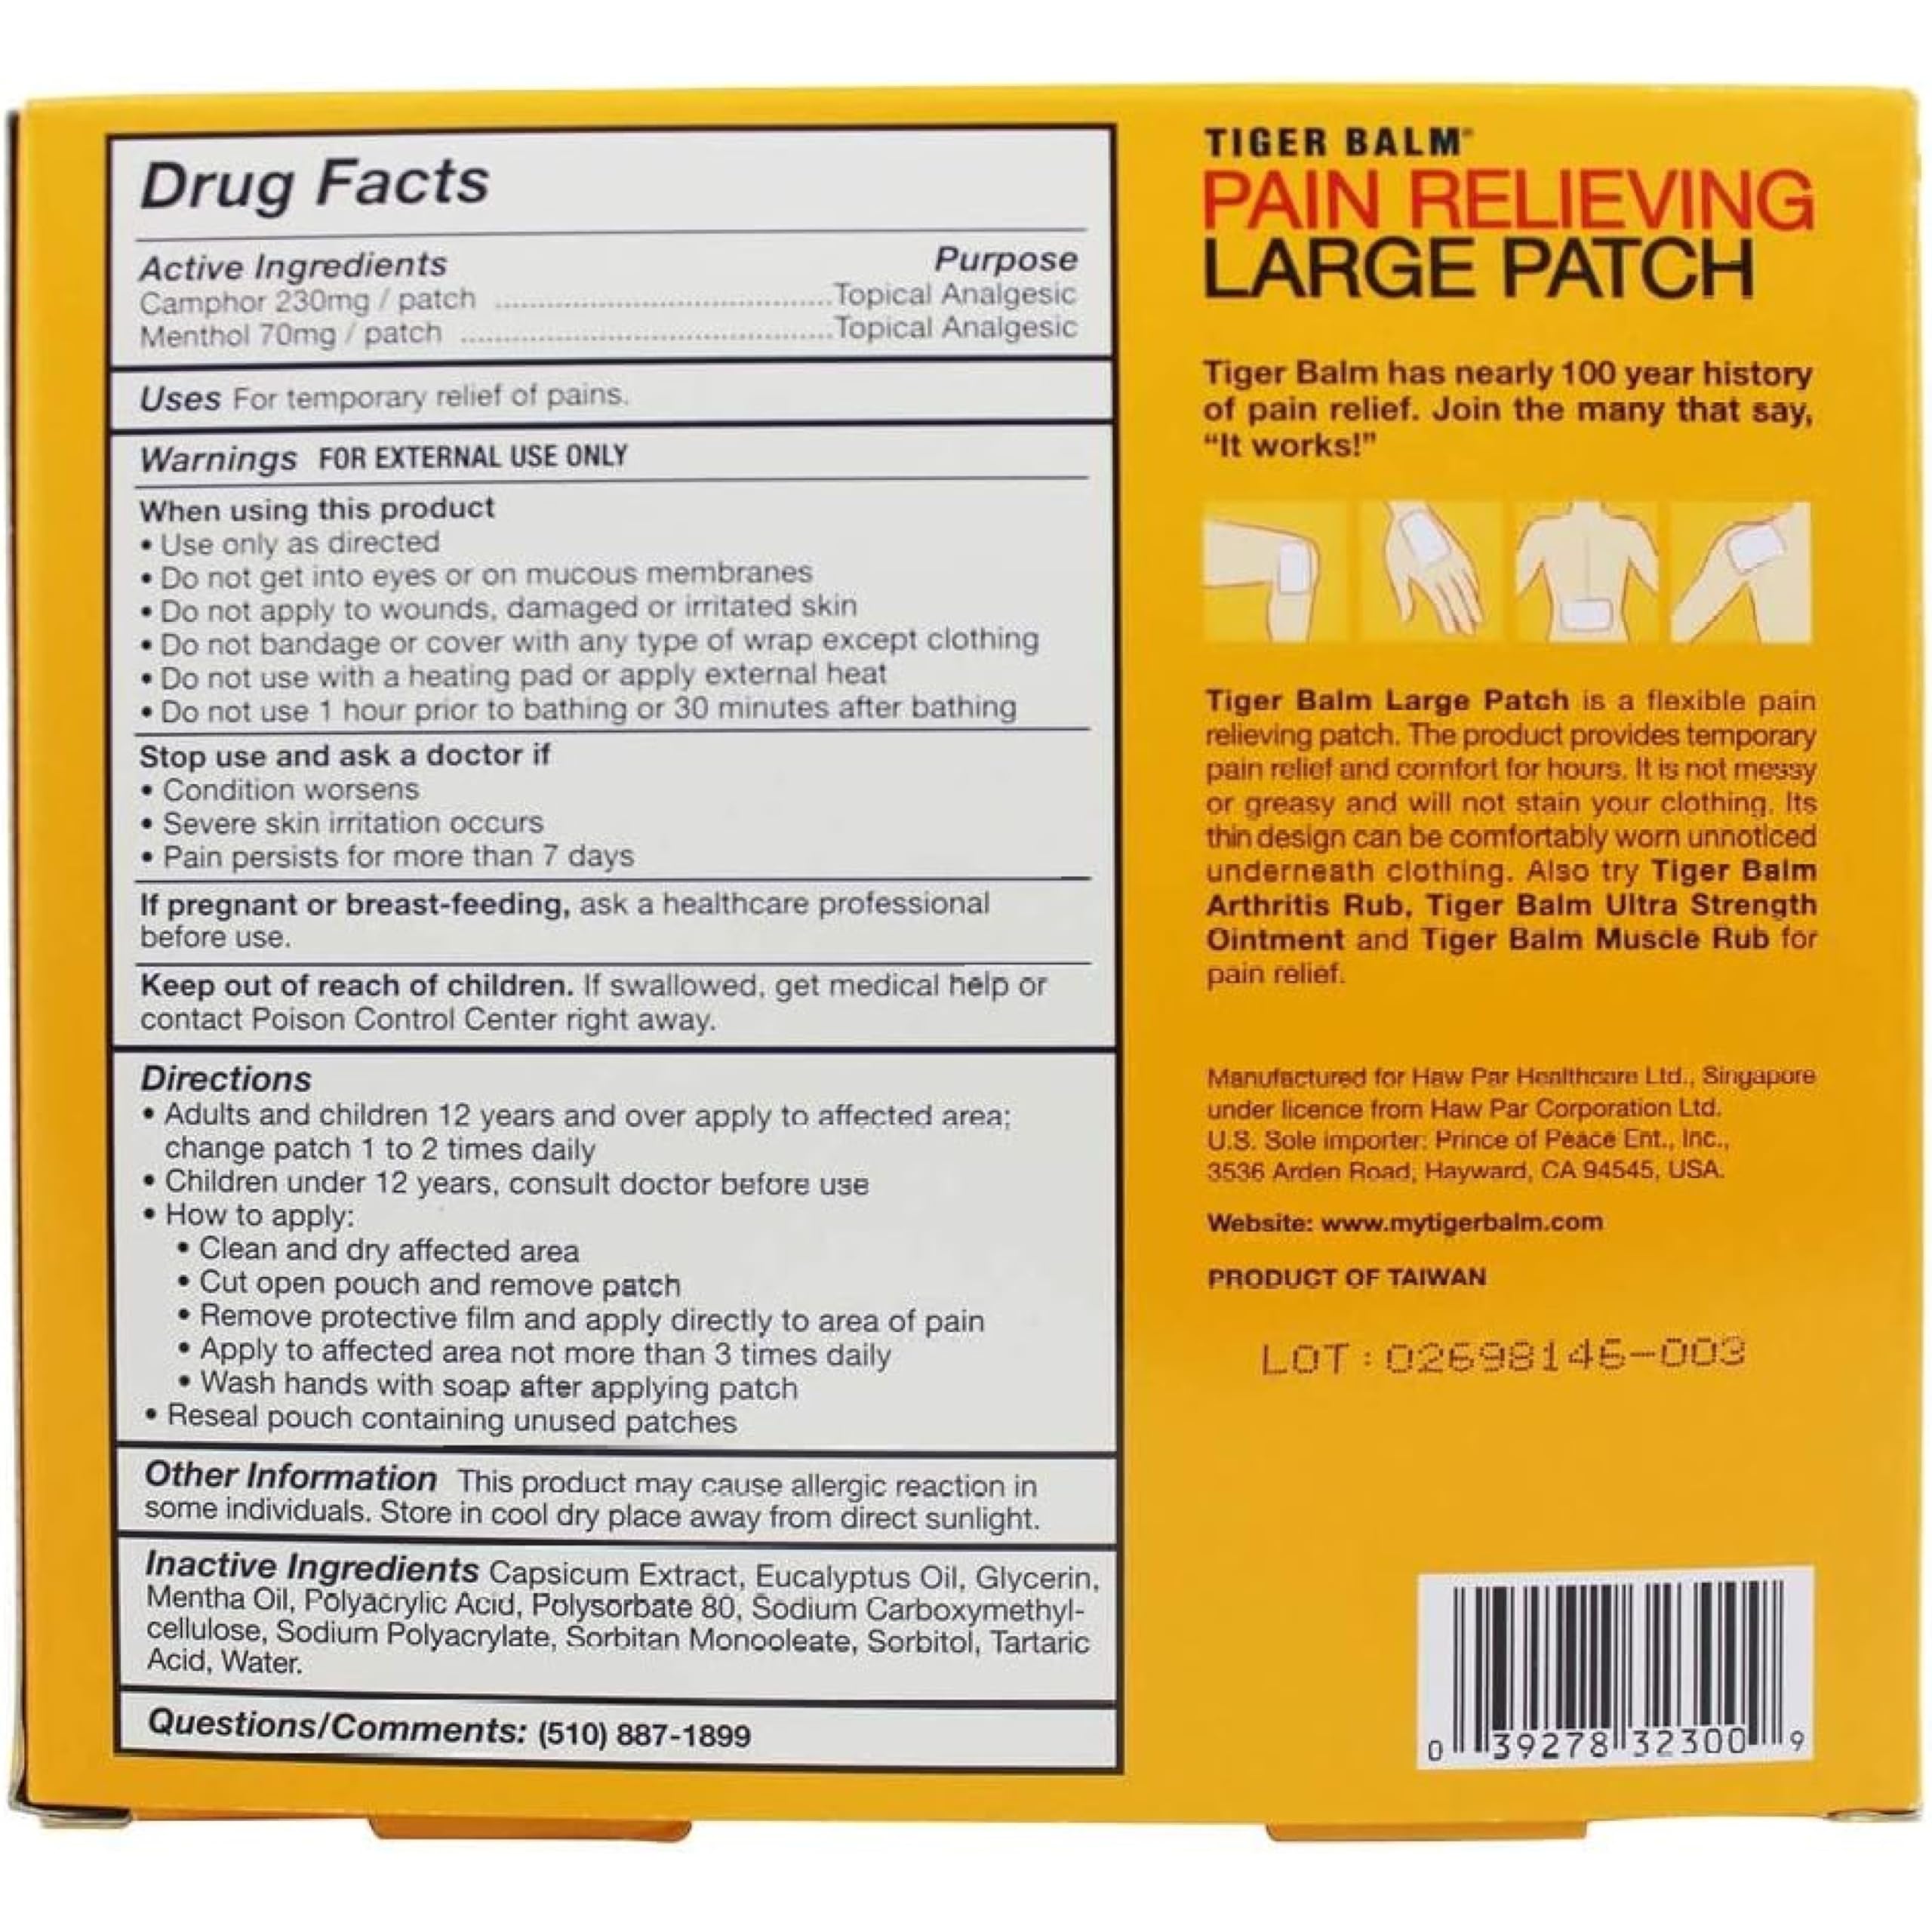 Drug Facts
Active Ingredients Purpose
Camphor 230mg / patch ........................................ Topical Analgesic
Menthol 70mg / patch ............................................ Topical Analgesic
Uses For temporary relief of pains.
Warnings FOR EXTERNAL USE ONLY
When using this product
• Use only as directed
• Do not get into eyes or on mucous membranes
• Do not apply to wounds, damaged or irritated skin
• Do not bandage or cover with any type of wrap except clothing
• Do not use with a heating pad or apply external heat
• Do not use 1 hour prior to bathing or 30 minutes after bathing
Stop use and ask a doctor if
• Condition worsens
• Severe skin irritation occurs
• Pain persists for more than 7 days
If pregnant or breast-feeding, ask a healthcare professional
before use.
Keep out of reach of children. If swallowed, get medical help or
contact Poison Control Center right away.
Directions
• Adults and children 12 years and over apply to affected area;
change patch 1 to 2 times daily
• Children under 12 years, consult doctor before use
• How to apply:
• Clean and dry affected area
• Cut open pouch and remove patch
• Remove protective film and apply directly to area of pain
• Apply to affected area not more than 3 times daily
• Wash hands with soap after applying patch
• Reseal pouch containing unused patches
Other Information This product may cause allergic reaction in
some individuals. Store in cool dry place away from direct sunlight.
Inactive Ingredients Capsicum Extract, Eucalyptus Oil, Glycerin,
Mentha Oil, Polyacrylic Acid, Polysorbate 80, Sodium Carboxymethyl-
cellulose, Sodium Polyacrylate, Sorbitan Monooleate, Sorbitol, Tartaric
Acid, Water.
Questions/Comments: (510) 887-1899
TIGER BALM®
PAIN RELIEVING
LARGE PATCH
Tiger Balm has nearly 100 year history
of pain relief. Join the many that say,
“It works!”
Tiger Balm Large Patch is a flexible pain
relieving patch. The product provides temporary
pain relief and comfort for hours. It is not messy
or greasy and will not stain your clothing. Its
thin design can be comfortably worn unnoticed
underneath clothing. Also try Tiger Balm
Arthritis Rub, Tiger Balm Ultra Strength
Ointment and Tiger Balm Muscle Rub for
pain relief.
Manufactured for Haw Par Healthcare Ltd., Singapore
under licence from Haw Par Corporation Ltd.
U.S. Sole importer: Prince of Peace Ent., Inc.,
3536 Arden Road, Hayward, CA 94545, USA.
Website: www.mytigerbalm.com
PRODUCT OF TAIWAN
LOT : 02698146-003
0 39278 32300 9